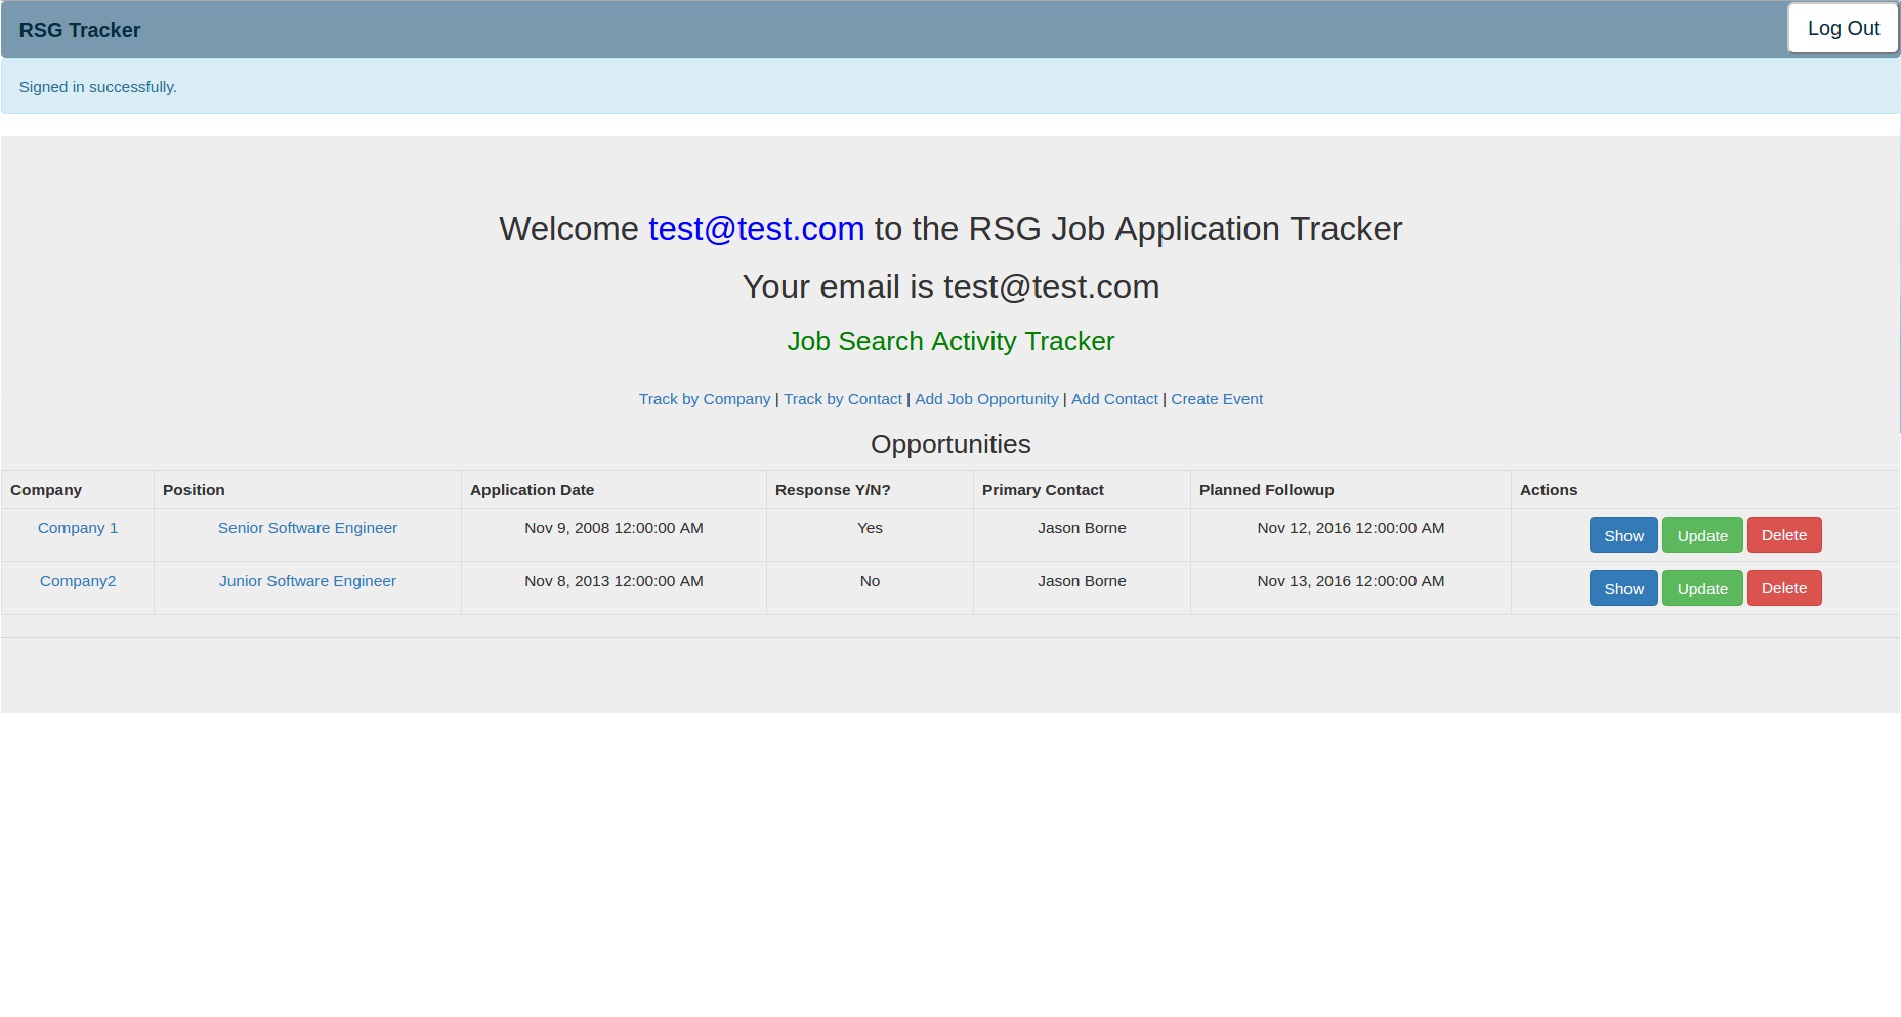 RSG Tracker Log Out
Signed in successfully.
Welcome test@test.com to the RSG Job Application Tracker
Your email is test@test.com
Job Search Activity Tracker
Track by Company | Track by Contact | Add Job Opportunity | Add Contact | Create Event
Opportunities
Company Position Application Date Response Y/N? Primary Contact Planned Followup Actions
Company 1 Senior Software Engineer Nov 9, 2008 12:00:00 AM Yes Jason Borne Nov 12, 2016 12:00:00 AM Show Update Delete
Company2 Junior Software Engineer Nov 8, 2013 12:00:00 AM No Jason Borne Nov 13, 2016 12:00:00 AM Show Update Delete